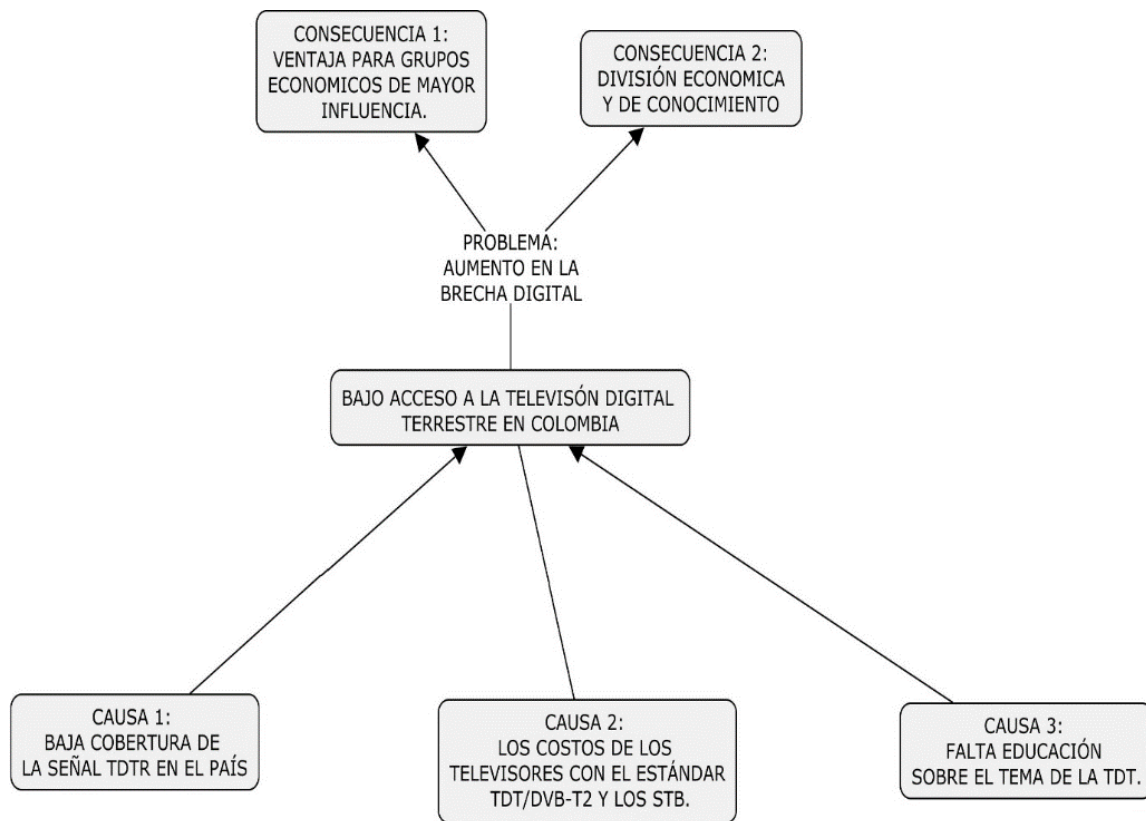 CONSECUENCIA 1:
VENTAJA PARA GRUPOS
ECONOMICOS DE MAYOR
INFLUENCIA.
CONSECUENCIA 2:
DIVISIÓN ECONOMICA
Y DE CONOCIMIENTO
PROBLEMA:
AUMENTO EN LA
BRECHA DIGITAL
BAJO ACCESO A LA TELEVISÓN DIGITAL
TERRESTRE EN COLOMBIA
CAUSA 1:
BAJA COBERTURA DE
LA SEÑAL TDTR EN EL PAÍS
CAUSA 2:
LOS COSTOS DE LOS
TELEVISORES CON EL ESTÁNDAR
TDT/DVB-T2 Y LOS STB.
CAUSA 3:
FALTA EDUCACIÓN
SOBRE EL TEMA DE LA TDT.